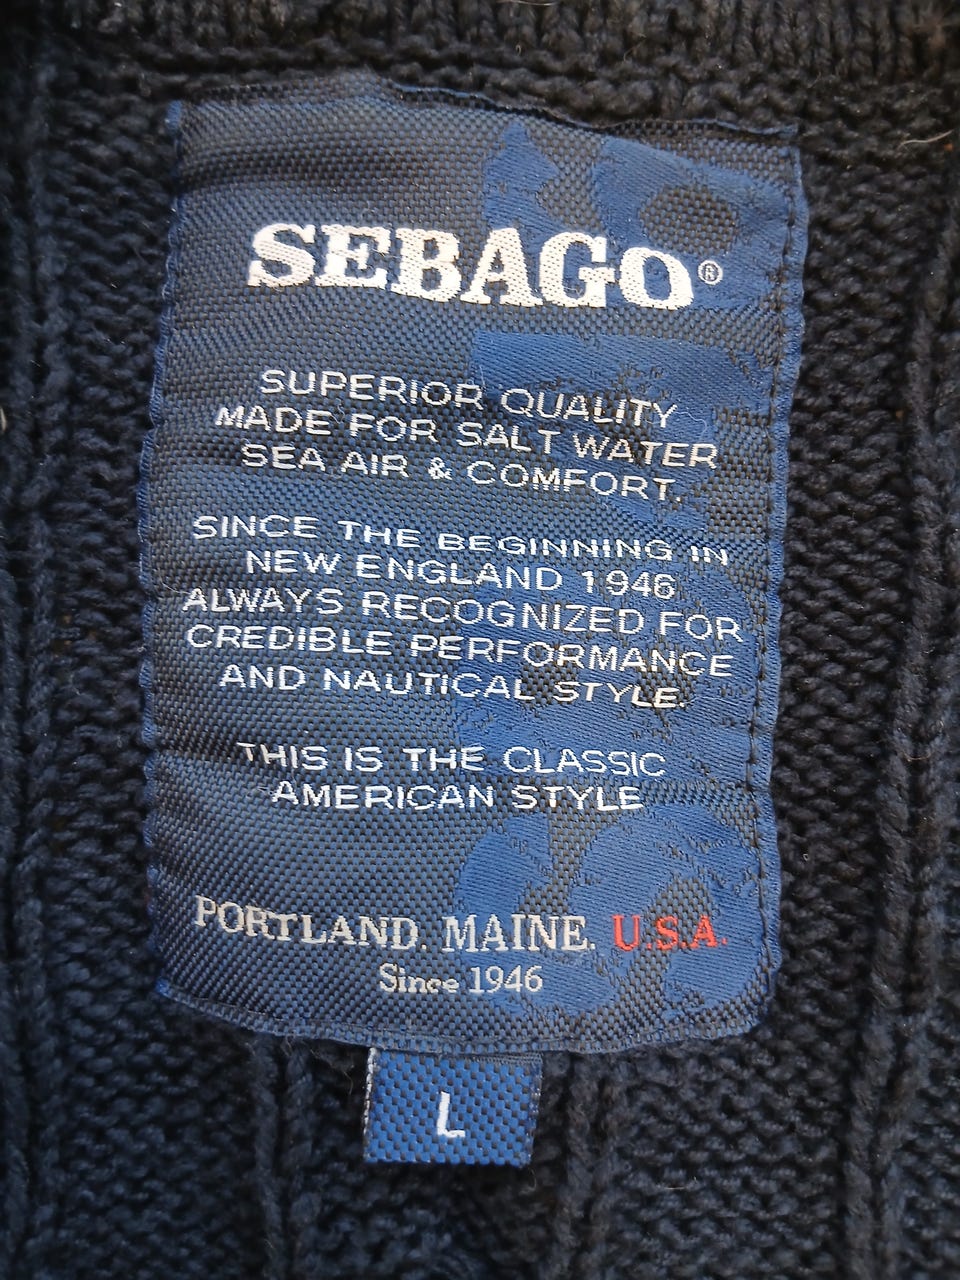 SEBAGO®
SUPERIOR QUALITY
MADE FOR SALT WATER
SEA AIR & COMFORT.
SINCE THE BEGINNING IN
NEW ENGLAND 1946
ALWAYS RECOGNIZED FOR
CREDIBLE PERFORMANCE
AND NAUTICAL STYLE.
THIS IS THE CLASSIC
AMERICAN STYLE
PORTLAND. MAINE. U.S.A.
Since 1946
L